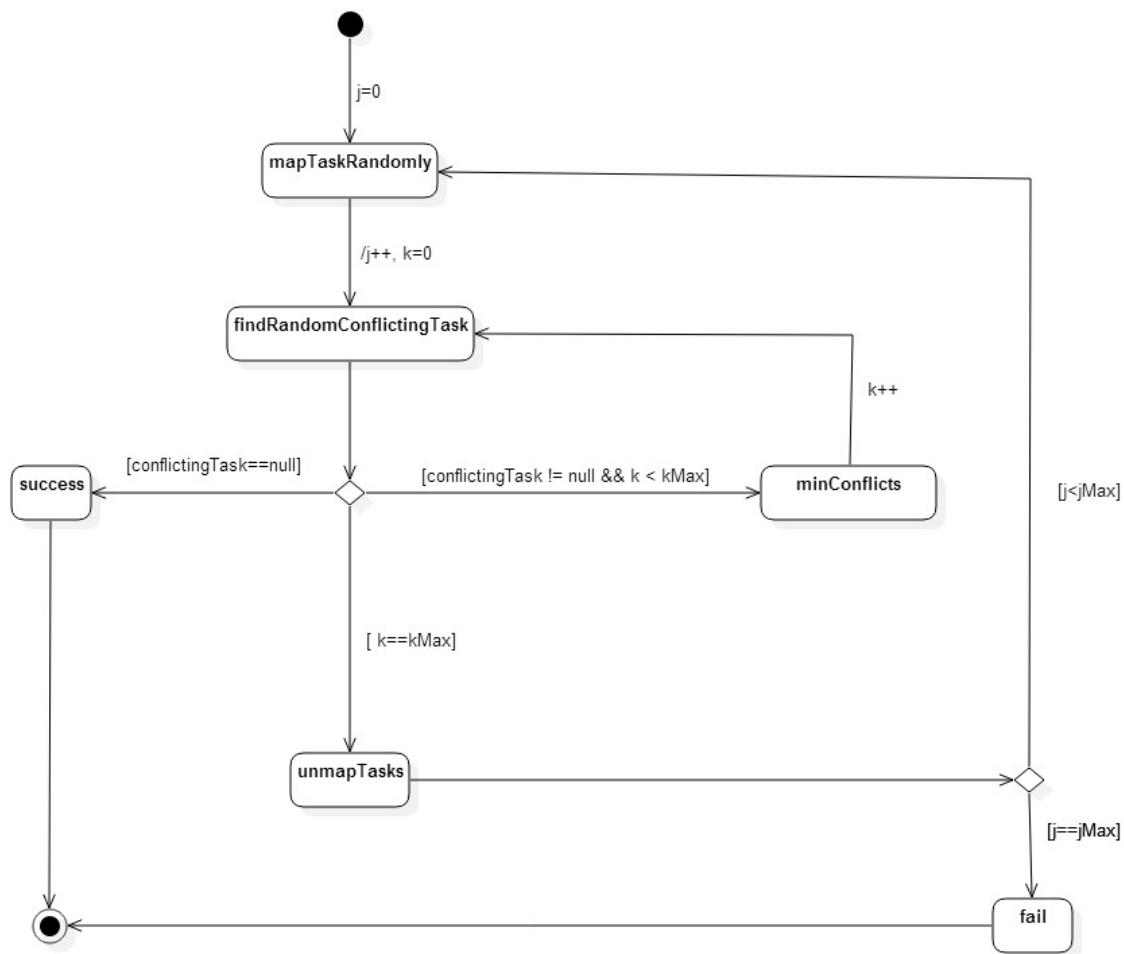 j=0
mapTaskRandomly
/j++, k=0
findRandomConflictingTask
k++
[conflictingTask==null]
[conflictingTask != null && k < kMax]
success
minConflicts
[j<jMax]
[ k==kMax]
unmapTasks
[j==jMax]
fail